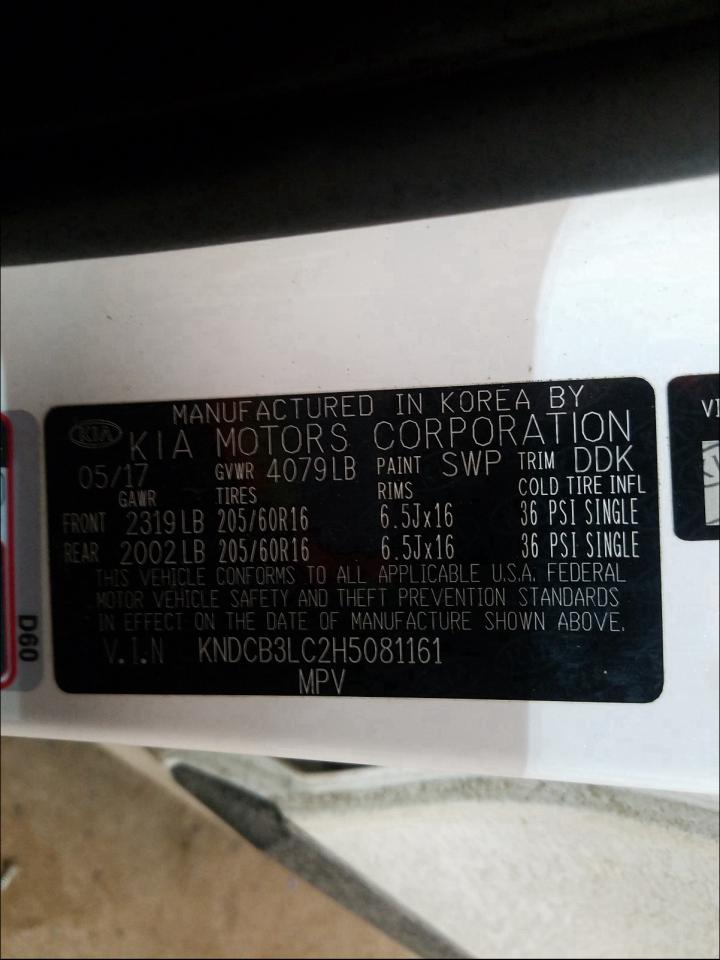 MANUFACTURED IN KOREA BY
KIA KIA MOTORS CORPORATION
05/17 GVWR 4079LB PAINT SWP TRIM DDK
GAWR TIRES RIMS COLD TIRE INFL
FRONT 2319LB 205/60R16 6.5Jx16 36 PSI SINGLE
REAR 2002LB 205/60R16 6.5Jx16 36 PSI SINGLE
THIS VEHICLE CONFORMS TO ALL APPLICABLE U.S.A. FEDERAL
MOTOR VEHICLE SAFETY AND THEFT PREVENTION STANDARDS
IN EFFECT ON THE DATE OF MANUFACTURE SHOWN ABOVE.
V.I.N KNDCB3LC2H5081161
MPV
D60